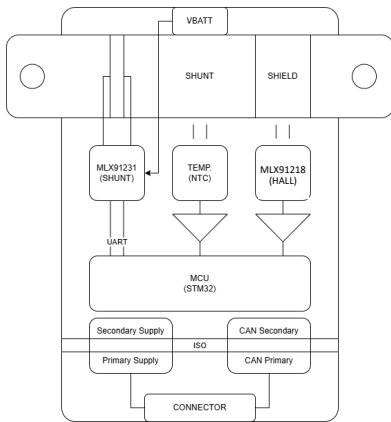 VBATT
SHUNT
SHIELD
MLX91231
(SHUNT)
TEMP.
(NTC)
MLX91218
(HALL)
UART
MCU
(STM32)
Secondary Supply
CAN Secondary
ISO
Primary Supply
CAN Primary
CONNECTOR